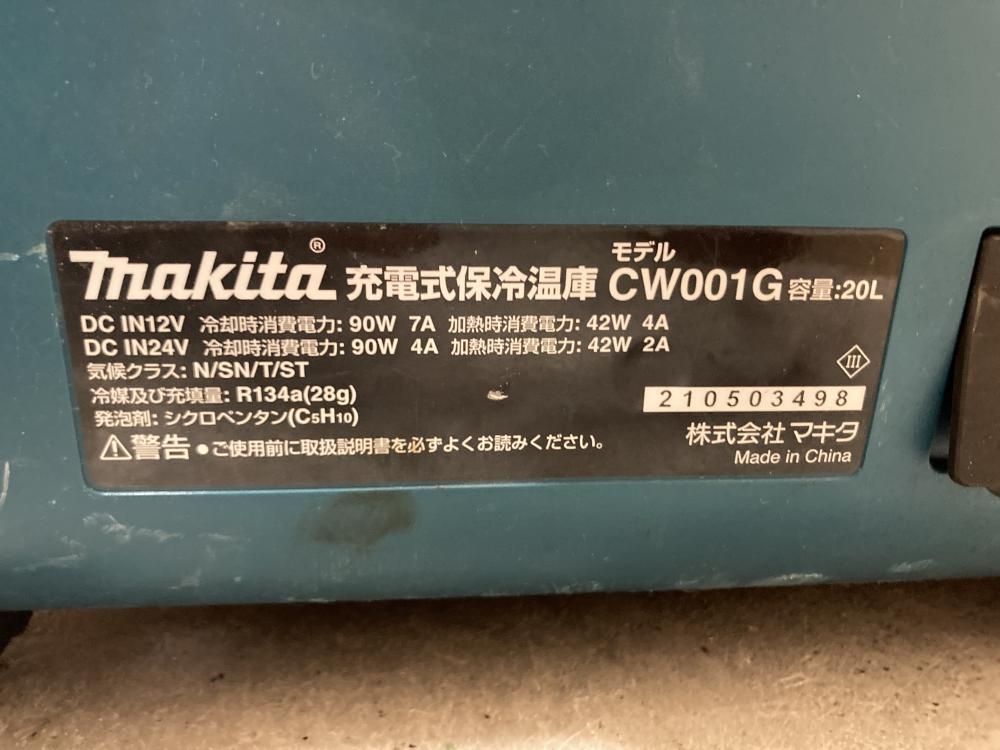 makita® 充電式保冷温庫 モデル CW001G 容量:20L
DC IN12V 冷却時消費電力: 90W 7A 加熱時消費電力: 42W 4A
DC IN24V 冷却時消費電力: 90W 4A 加熱時消費電力: 42W 2A
気候クラス: N/SN/T/ST
III
冷媒及び充填量: R134a(28g)
210503498
発泡剤: シクロペンタン(C₅H₁₀)
⚠警告 ●ご使用前に取扱説明書を必ずよくお読みください。
株式会社 マキタ
Made in China